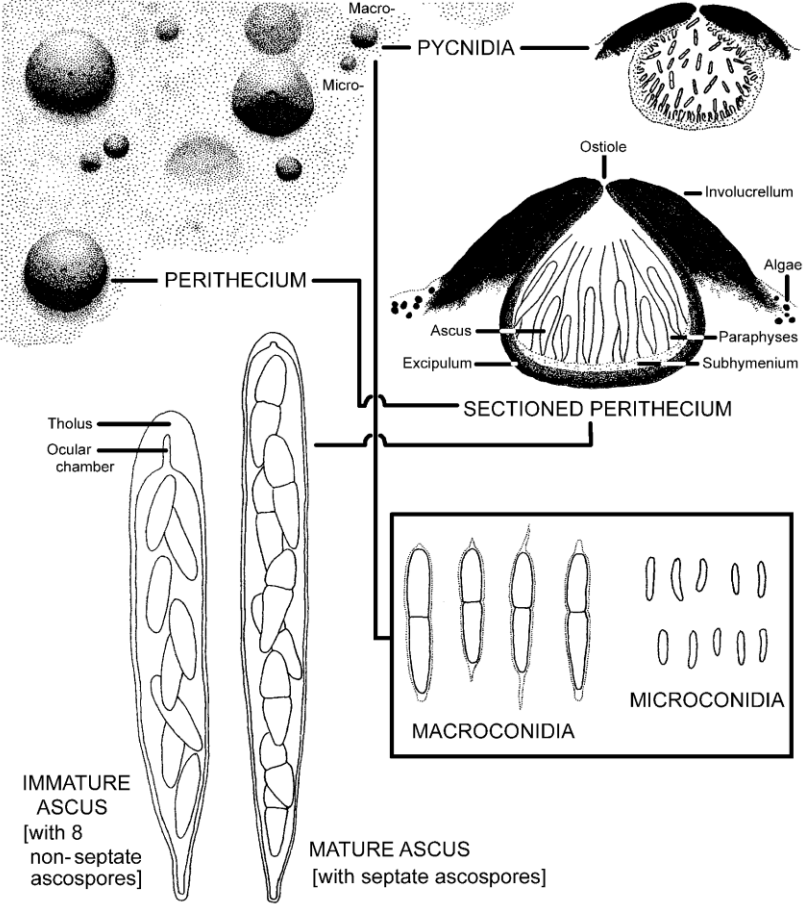 Macro-
PYCNIDIA
Micro-
Ostiole
Involucrellum
Algae
PERITHECIUM
Ascus
Paraphyses
Excipulum
Subhymenium
SECTIONED PERITHECIUM
Tholus
Ocular
chamber
MICROCONIDIA
MACROCONIDIA
IMMATURE
ASCUS
[with 8
non-septate
ascospores]
MATURE ASCUS
[with septate ascospores]